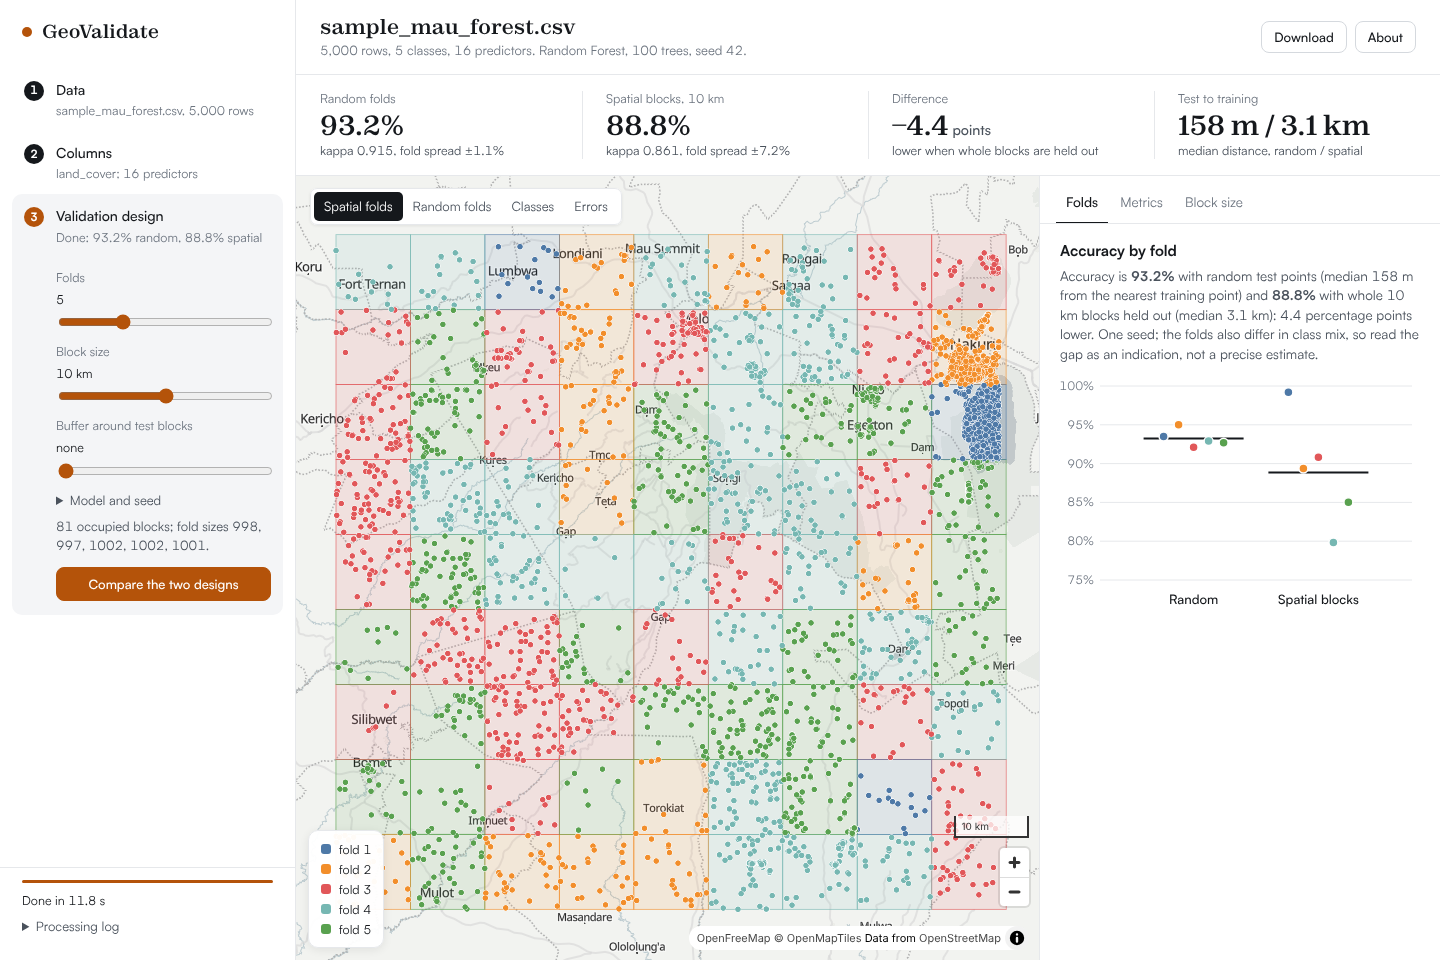 GeoValidate
1 Data
sample_mau_forest.csv, 5,000 rows
2 Columns
land_cover; 16 predictors
3 Validation design
Done: 93.2% random, 88.8% spatial
Folds
5
Block size
10 km
Buffer around test blocks
none
Model and seed
81 occupied blocks; fold sizes 998,
997, 1002, 1002, 1001.
Compare the two designs
Done in 11.8 s
Processing log
sample_mau_forest.csv
5,000 rows, 5 classes, 16 predictors. Random Forest, 100 trees, seed 42.
Download
About
Random folds
93.2%
kappa 0.915, fold spread ±1.1%
Spatial blocks, 10 km
88.8%
kappa 0.861, fold spread ±7.2%
Difference
−4.4 points
lower when whole blocks are held out
Test to training
158 m / 3.1 km
median distance, random / spatial
Spatial folds
Random folds
Classes
Errors
Londiani
Mau Summit
Bob
Koru
Lumbwa
Fort Ternan
Kericho
Dam
Egerton
Dam
Kures
Kericho
Teta
Gap
Gap
Tee
Meri
Silibwet
Topoti
Bomet
Torokiat
Mulot
Masandare
Ololulung'a
10 km
fold 1
fold 2
fold 3
fold 4
fold 5
OpenFreeMap © OpenMapTiles Data from OpenStreetMap
Folds
Metrics
Block size
Accuracy by fold
Accuracy is 93.2% with random test points (median 158 m
from the nearest training point) and 88.8% with whole 10
km blocks held out (median 3.1 km): 4.4 percentage points
lower. One seed; the folds also differ in class mix, so read the
gap as an indication, not a precise estimate.
100%
95%
90%
85%
80%
75%
Random
Spatial blocks